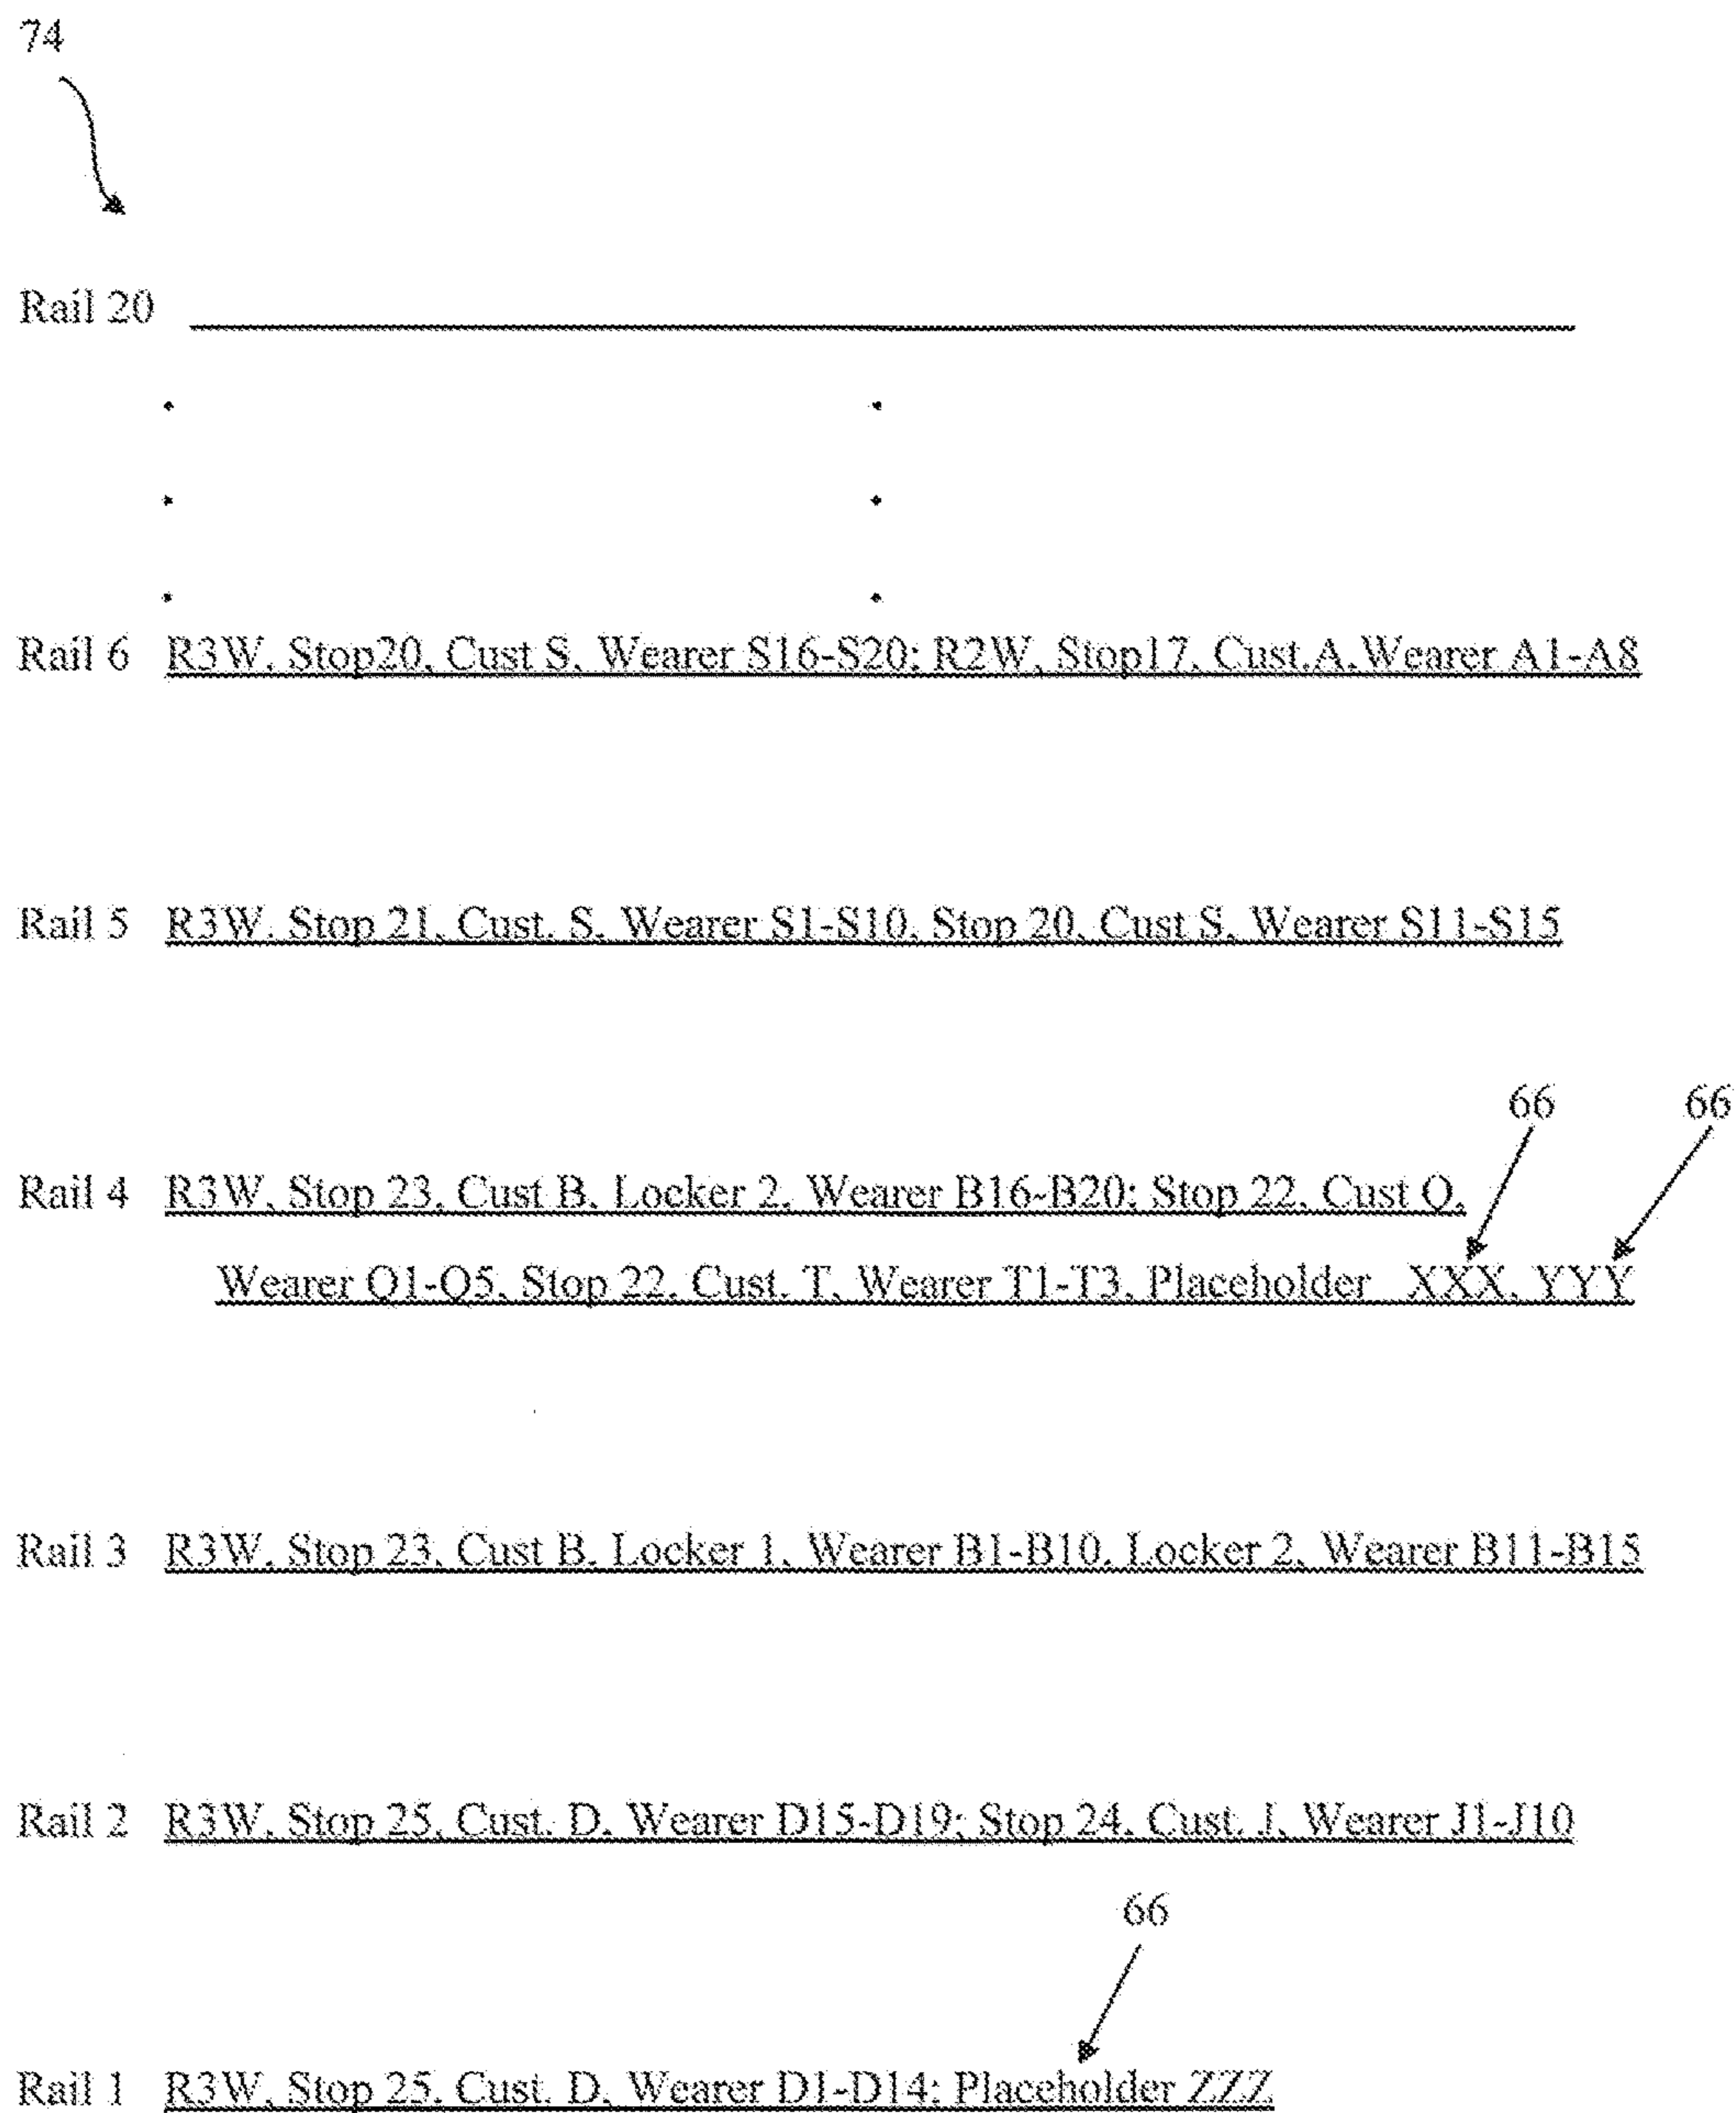 74
Rail 20
Rail 6 R3W, Stop20, Cust S, Wearer S16-S20; R2W, Stop17, Cust.A,Wearer A1-A8
Rail 5 R3W, Stop 21, Cust. S, Wearer S1-S10, Stop 20, Cust S, Wearer S11-S15
66 66
Rail 4 R3W, Stop 23, Cust B, Locker 2, Wearer B16-B20; Stop 22, Cust Q,
Wearer Q1-Q5, Stop 22, Cust. T, Wearer T1-T3, Placeholder XXX, YYY
Rail 3 R3W, Stop 23, Cust B, Locker 1, Wearer B1-B10, Locker 2, Wearer B11-B15
Rail 2 R3W, Stop 25, Cust. D, Wearer D15-D19; Stop 24, Cust. J, Wearer J1-J10
66
Rail 1 R3W, Stop 25, Cust. D, Wearer D1-D14; Placeholder ZZZ